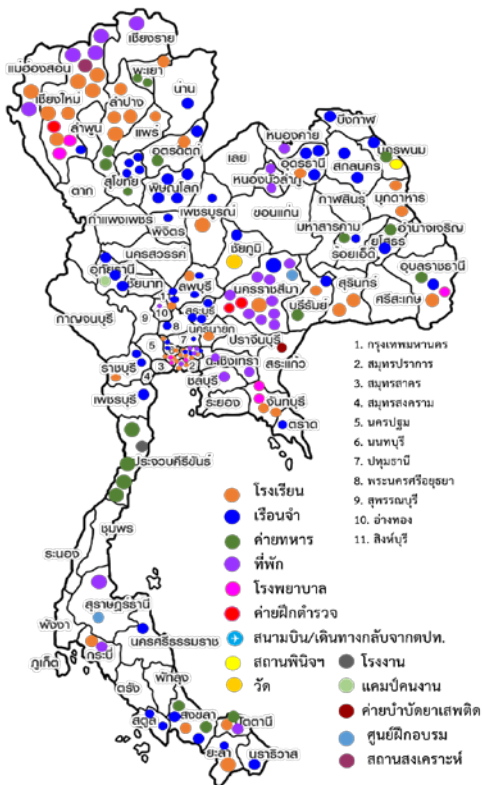 เชียงราย
แม่ฮ่องสอน
พะเยา
น่าน
เชียงใหม่
ลำปาง
ลำพูน
แพร่
บึงกาฬ
หนองคาย
นครพนม
เลย
อุดรธานี
สกลนคร
อุตรดิตถ์
ตาก
สุโขทัย
พิษณุโลก
หนองบัวลำภู
มุกดาหาร
กาฬสินธุ์
กำแพงเพชร
เพชรบูรณ์
ขอนแก่น
พิจิตร
มหาสารคาม
อำนาจเจริญ
ยโสธร
ร้อยเอ็ด
นครสวรรค์
ชัยภูมิ
อุทัยธานี
อุบลราชธานี
ชัยนาท
ลพบุรี
นครราชสีมา
สุรินทร์
บุรีรัมย์
ศรีสะเกษ
สระบุรี
11
10
9
8
7
6
5
4
3
2
1
กาญจนบุรี
นครนายก
ปราจีนบุรี
ฉะเชิงเทรา
สระแก้ว
ราชบุรี
ชลบุรี
จันทบุรี
เพชรบุรี
ระยอง
ตราด
ประจวบคีรีขันธ์
1. กรุงเทพมหานคร
2. สมุทรปราการ
3. สมุทรสาคร
4. สมุทรสงคราม
5. นครปฐม
6. นนทบุรี
7. ปทุมธานี
8. พระนครศรีอยุธยา
9. สุพรรณบุรี
10. อ่างทอง
11. สิงห์บุรี
ชุมพร
ระนอง
สุราษฎร์ธานี
พังงา
นครศรีธรรมราช
ภูเก็ต
กระบี่
ตรัง
พัทลุง
สตูล
สงขลา
ปัตตานี
ยะลา
นราธิวาส
โรงเรียน
เรือนจำ
ค่ายทหาร
ที่พัก
โรงพยาบาล
ค่ายฝึกตำรวจ
สนามบิน/เดินทางกลับจากตปท.
สถานพินิจฯ
วัด
โรงงาน
แคมป์คนงาน
ค่ายบำบัดยาเสพติด
ศูนย์ฝึกอบรม
สถานสงเคราะห์